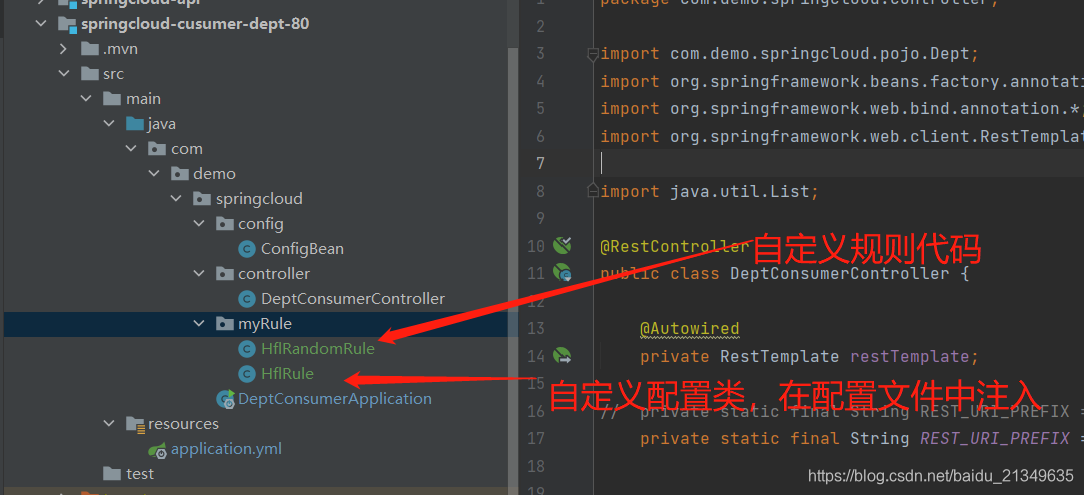 springcloud-api
springcloud-cusumer-dept-80
.mvn
src
main
java
com
demo
springcloud
config
ConfigBean
controller
DeptConsumerController
myRule
HflRandomRule
HflRule
DeptConsumerApplication
resources
application.yml
test
package com.demo.springcloud.controller;
2
3 import com.demo.springcloud.pojo.Dept;
4 import org.springframework.beans.factory.annotati
5 import org.springframework.web.bind.annotation.*;
6 import org.springframework.web.client.RestTemplat
7
8 import java.util.List;
9
10 @RestController
自定义规则代码
11 public class DeptConsumerController {
12
13 @Autowired
14 private RestTemplate restTemplate;
15
自定义配置类，在配置文件中注入
16 // private static final String REST_URI_PREFIX =
17 private static final String REST_URI_PREFIX =
18
https://blog.csdn.net/baidu_21349635